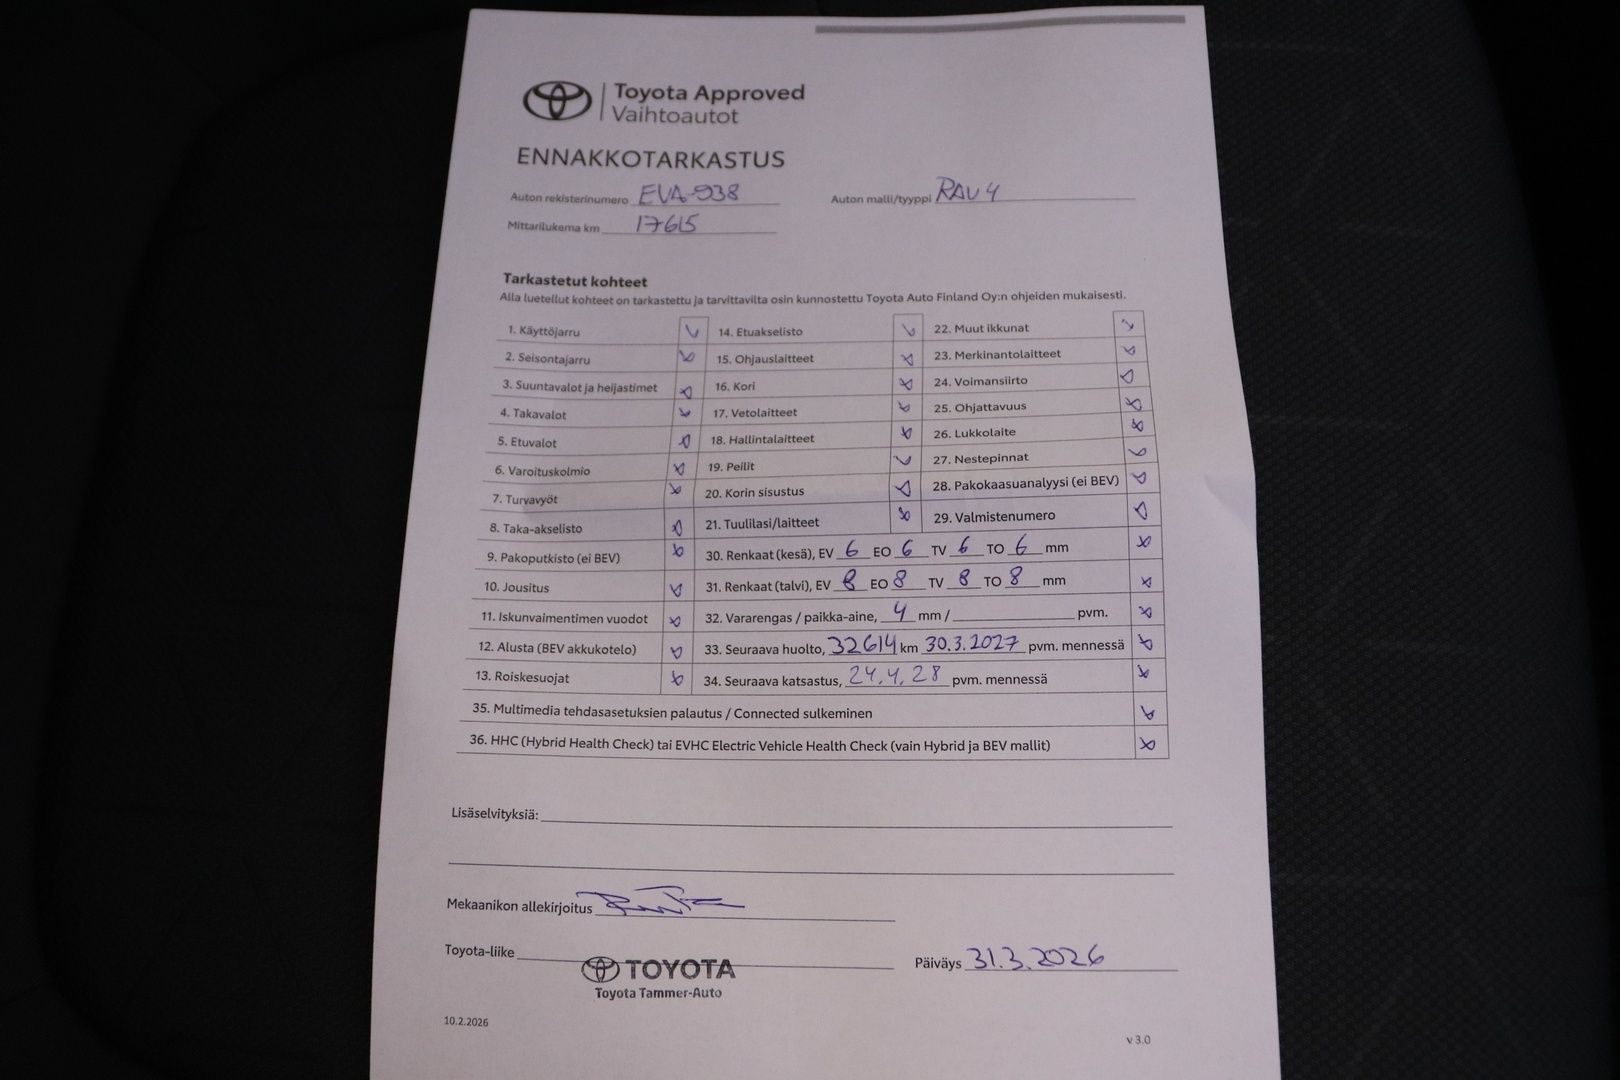 Toyota Approved
Vaihtoautot
ENNAKKOTARKASTUS
Auton rekisterinumero EVA-938 Auton malli/tyyppi RAV4
Mittarilukema km 17615
Tarkastetut kohteet
Alla luetellut kohteet on tarkastettu ja tarvittavilta osin kunnostettu Toyota Auto Finland Oy:n ohjeiden mukaisesti.
1. Käyttöjarru 14. Etuakselisto 22. Muut ikkunat
2. Seisontajarru 15. Ohjauslaitteet 23. Merkinantolaitteet
3. Suuntavalot ja heijastimet 16. Kori 24. Voimansiirto
4. Takavalot 17. Vetolaitteet 25. Ohjattavuus
5. Etuvalot 18. Hallintalaitteet 26. Lukkolaite
6. Varoituskolmio 19. Peilit 27. Nestepinnat
7. Turvavyöt 20. Korin sisustus 28. Pakokaasuanalyysi (ei BEV)
8. Taka-akselisto 21. Tuulilasi/laitteet 29. Valmistenumero
9. Pakoputkisto (ei BEV) 30. Renkaat (kesä), EV 6 EO 6 TV 6 TO 6 mm
10. Jousitus 31. Renkaat (talvi), EV 8 EO 8 TV 8 TO 8 mm
11. Iskunvaimentimen vuodot 32. Vararengas / paikka-aine, 4 mm / pvm.
12. Alusta (BEV akkukotelo) 33. Seuraava huolto, 32614 km 30.3.2027 pvm. mennessä
13. Roiskesuojat 34. Seuraava katsastus, 24.4.28 pvm. mennessä
35. Multimedia tehdasasetuksien palautus / Connected sulkeminen
36. HHC (Hybrid Health Check) tai EVHC Electric Vehicle Health Check (vain Hybrid ja BEV mallit)
Lisäselvityksiä:
Mekaanikon allekirjoitus
Toyota-liike TOYOTA Päiväys 31.3.2026
Toyota Tammer-Auto
10.2.2026
v 3.0